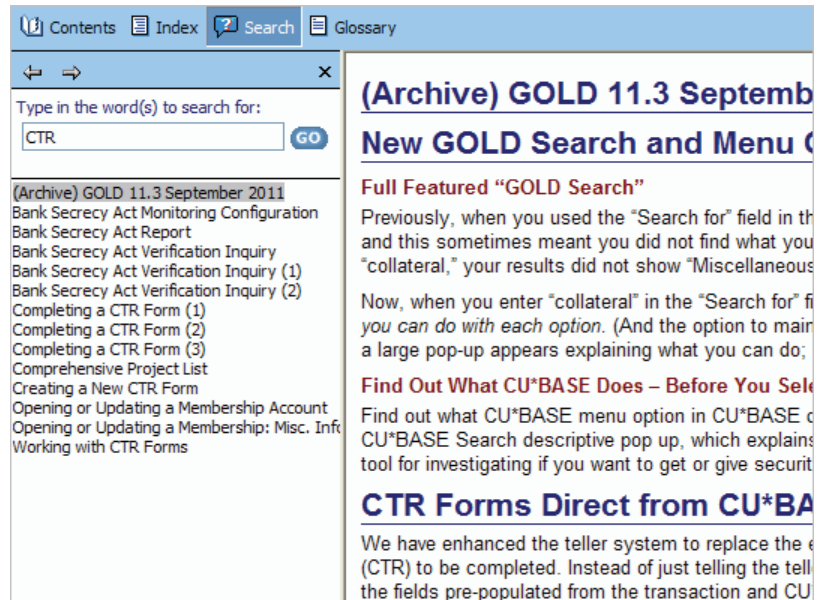 Contents Index Search Glossary
Type in the word(s) to search for:
CTR GO
(Archive) GOLD 11.3 September 2011
Bank Secrecy Act Monitoring Configuration
Bank Secrecy Act Report
Bank Secrecy Act Verification Inquiry
Bank Secrecy Act Verification Inquiry (1)
Bank Secrecy Act Verification Inquiry (2)
Completing a CTR Form (1)
Completing a CTR Form (2)
Completing a CTR Form (3)
Comprehensive Project List
Creating a New CTR Form
Opening or Updating a Membership Account
Opening or Updating a Membership: Misc. Info
Working with CTR Forms
(Archive) GOLD 11.3 Septemb
New GOLD Search and Menu
Full Featured “GOLD Search”
Previously, when you used the “Search for” field in th
and this sometimes meant you did not find what you
“collateral,” your results did not show “Miscellaneous
Now, when you enter “collateral” in the “Search for” fi
you can do with each option. (And the option to main
a large pop-up appears explaining what you can do;
Find Out What CU*BASE Does – Before You Sele
Find out what CU*BASE menu option in CU*BASE
CU*BASE Search descriptive pop up, which explains
tool for investigating if you want to get or give securit
CTR Forms Direct from CU*BA
We have enhanced the teller system to replace the
(CTR) to be completed. Instead of just telling the tell
the fields pre-populated from the transaction and CU